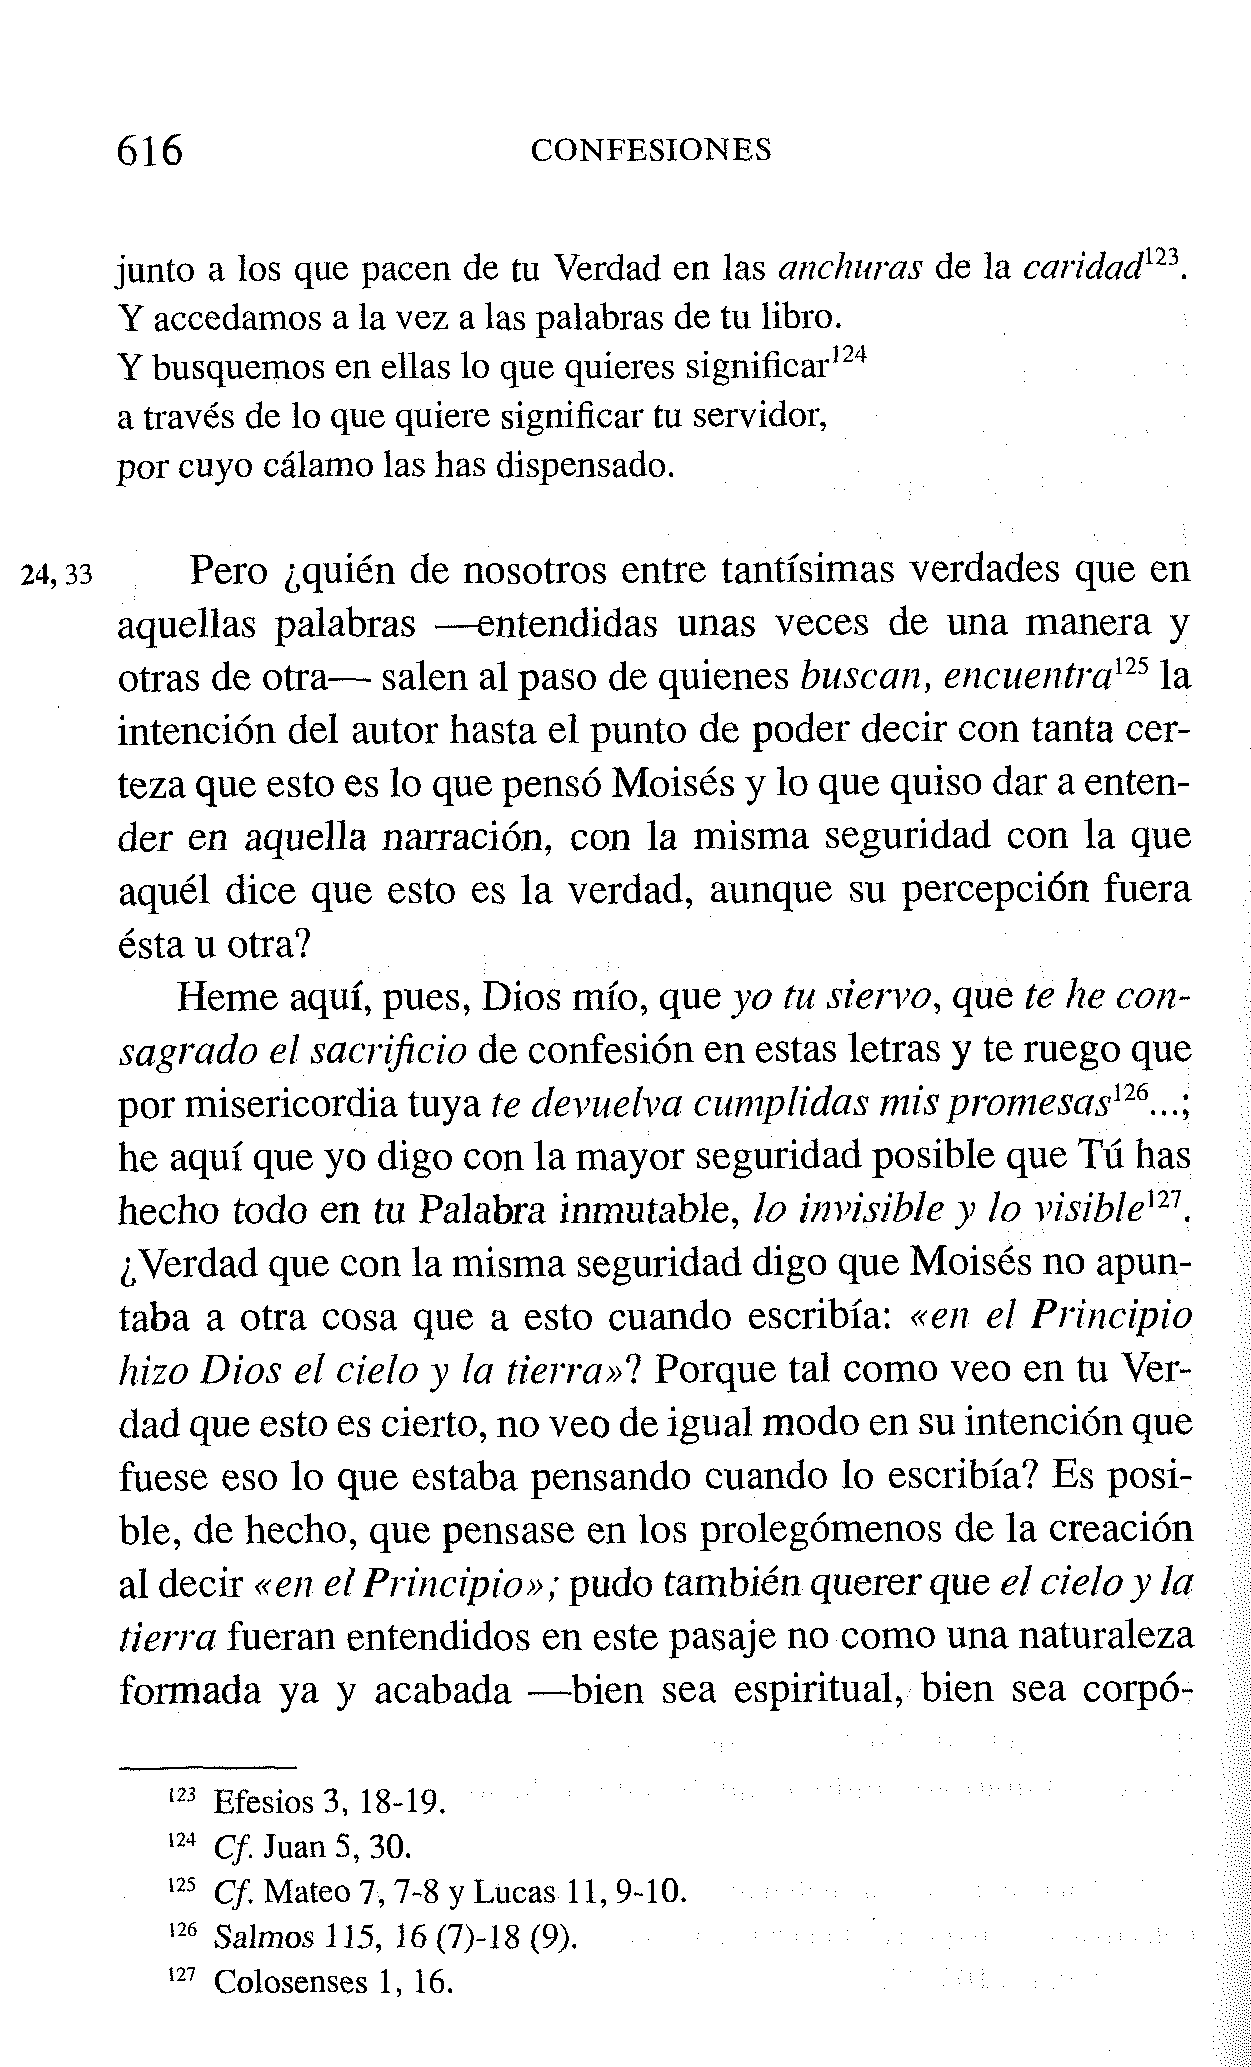 616 CONFESIONES
junto a los que pacen de tu Verdad en las anchuras de la caridad¹²³.
Y accedamos a la vez a las palabras de tu libro.
Y busquemos en ellas lo que quieres significar¹²⁴
a través de lo que quiere significar tu servidor,
por cuyo cálamo las has dispensado.
24, 33 Pero ¿quién de nosotros entre tantísimas verdades que en
aquellas palabras —entendidas unas veces de una manera y
otras de otra— salen al paso de quienes buscan, encuentra¹²⁵ la
intención del autor hasta el punto de poder decir con tanta cer-
teza que esto es lo que pensó Moisés y lo que quiso dar a enten-
der en aquella narración, con la misma seguridad con la que
aquél dice que esto es la verdad, aunque su percepción fuera
ésta u otra?
Heme aquí, pues, Dios mío, que yo tu siervo, que te he con-
sagrado el sacrificio de confesión en estas letras y te ruego que
por misericordia tuya te devuelva cumplidas mis promesas¹²⁶...;
he aquí que yo digo con la mayor seguridad posible que Tú has
hecho todo en tu Palabra inmutable, lo invisible y lo visible¹²⁷.
¿Verdad que con la misma seguridad digo que Moisés no apun-
taba a otra cosa que a esto cuando escribía: «en el Principio
hizo Dios el cielo y la tierra»? Porque tal como veo en tu Ver-
dad que esto es cierto, no veo de igual modo en su intención que
fuese eso lo que estaba pensando cuando lo escribía? Es posi-
ble, de hecho, que pensase en los prolegómenos de la creación
al decir «en el Principio»; pudo también querer que el cielo y la
tierra fueran entendidos en este pasaje no como una naturaleza
formada ya y acabada —bien sea espiritual, bien sea corpó-
¹²³ Efesios 3, 18-19.
¹²⁴ Cf. Juan 5, 30.
¹²⁵ Cf. Mateo 7, 7-8 y Lucas 11, 9-10.
¹²⁶ Salmos 115, 16 (7)-18 (9).
¹²⁷ Colosenses 1, 16.